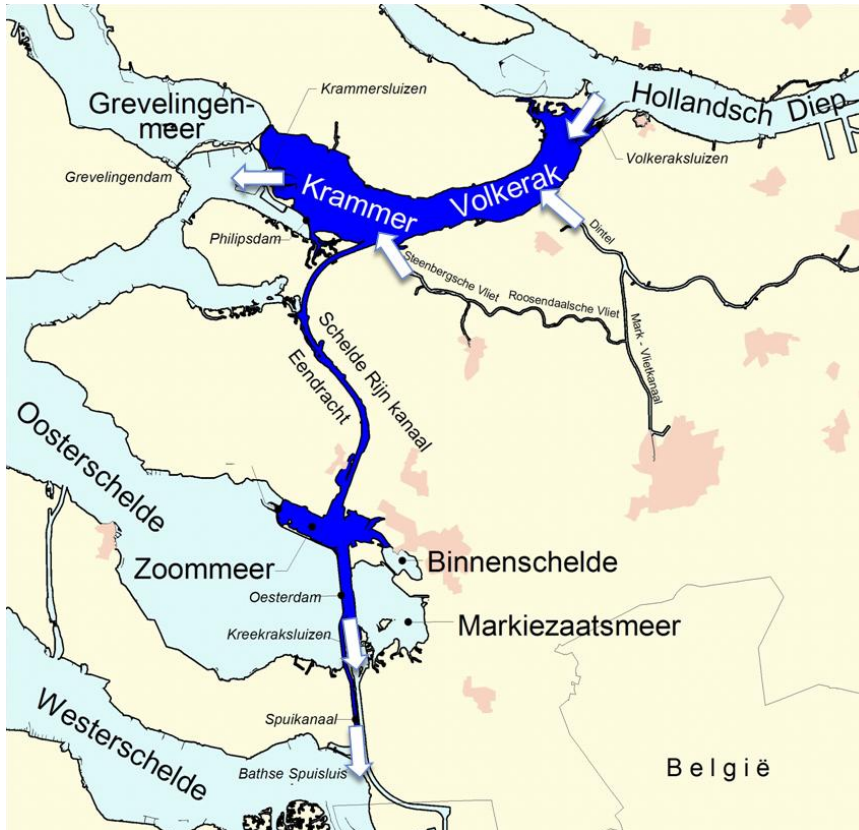 Grevelingen-
meer
Krammersluizen
Hollandsch Diep
Volkeraksluizen
Grevelingendam
Krammer
Volkerak
Philipsdam
Dintel
Steenbergsche Vliet
Roosendaalsche Vliet
Mark - Vlietkanaal
Schelde Rijn kanaal
Eendracht
Oosterschelde
Zoommeer
Binnenschelde
Oesterdam
Markiezaatsmeer
Kreekraksluizen
Westerschelde
Spuikanaal
Bathse Spuisluis
België